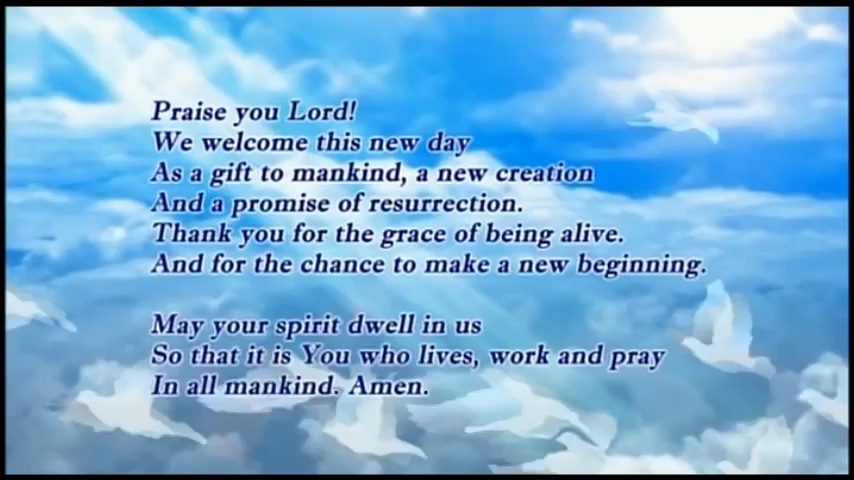 Praise you Lord!
We welcome this new day
As a gift to mankind, a new creation
And a promise of resurrection.
Thank you for the grace of being alive.
And for the chance to make a new beginning.
May your spirit dwell in us
So that it is You who lives, work and pray
In all mankind. Amen.